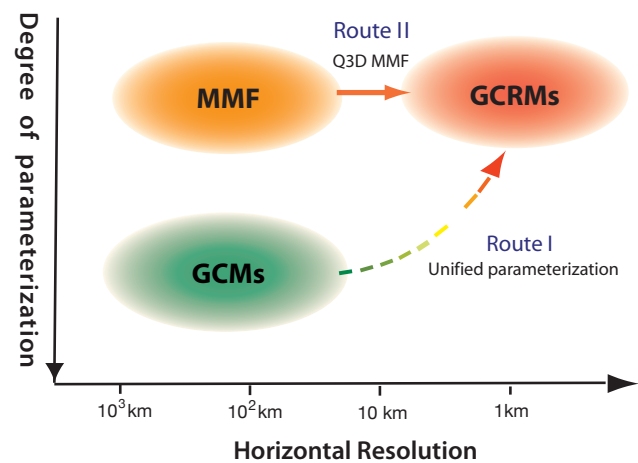 Degree of parameterization
Route II
Q3D MMF
MMF
GCRMs
GCMs
Route I
Unified parameterization
10³km
10²km
10 km
1km
Horizontal Resolution